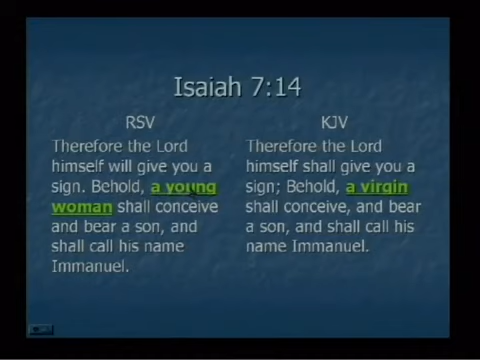 Isaiah 7:14
RSV
Therefore the Lord
himself will give you a
sign. Behold, a young
woman shall conceive
and bear a son, and
shall call his name
Immanuel.
KJV
Therefore the Lord
himself shall give you a
sign; Behold, a virgin
shall conceive, and bear
a son, and shall call his
name Immanuel.